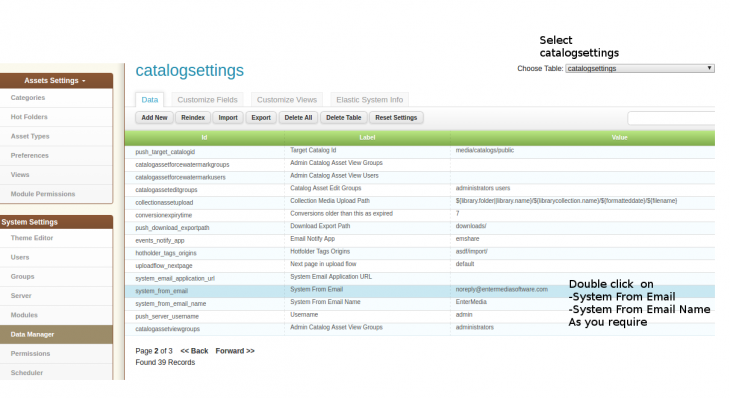 Select
catalogsettings
catalogsettings
Choose Table: catalogsettings
Assets Settings
Categories
Hot Folders
Asset Types
Preferences
Views
Module Permissions
System Settings
Theme Editor
Users
Groups
Server
Modules
Data Manager
Permissions
Scheduler
Data Customize Fields Customize Views Elastic System Info
Add New Reindex Import Export Delete All Delete Table Reset Settings
Id Label Value
push_target_catalogid Target Catalog Id media/catalogs/public
catalogassetforcewatermarkgroups Admin Catalog Asset View Groups
catalogassetforcewatermarkusers Admin Catalog Asset View Users
catalogasseteditgroups Catalog Asset Edit Groups administrators users
collectionassetupload Collection Media Upload Path ${library.folder|library.name}/${librarycollection.name}/${formatteddate}/${filename}
conversionexpirytime Conversions older than this as expired 7
push_download_exportpath Download Export Path downloads/
events_notify_app Email Notify App emshare
hotholder_tags_origins Hotfolder Tags Origins asdf/import/
uploadflow_nextpage Next page in upload flow default
system_email_application_url System Email Application URL
system_from_email System From Email noreply@entermediasoftware.com
system_from_email_name System From Email Name EnterMedia
push_server_username Username admin
catalogassetviewgroups Admin Catalog Asset View Groups administrators
Double click on
-System From Email
-System From Email Name
As you require
Page 2 of 3 << Back Forward >>
Found 39 Records